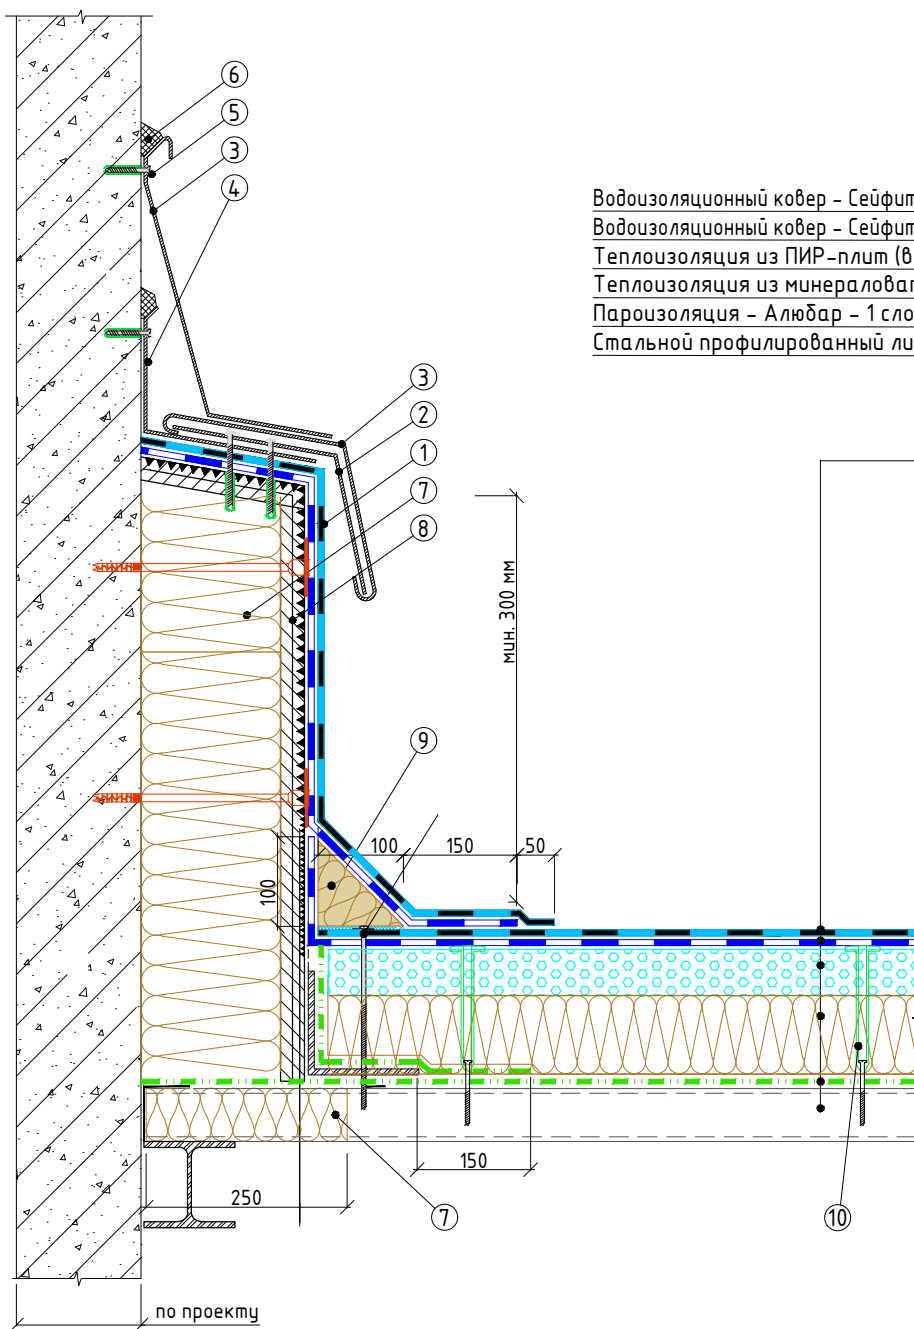 6
5
3
4
Водоизоляционный ковер - Сейфит
Водоизоляционный ковер - Сейфит
Теплоизоляция из ПИР-плит (в
Теплоизоляция из минераловат
Пароизоляция - Алюбар - 1 сло
Стальной профилированный ли
3
2
1
7
8
мин. 300 мм
9
100
150
50
100
150
250
7
10
по проекту